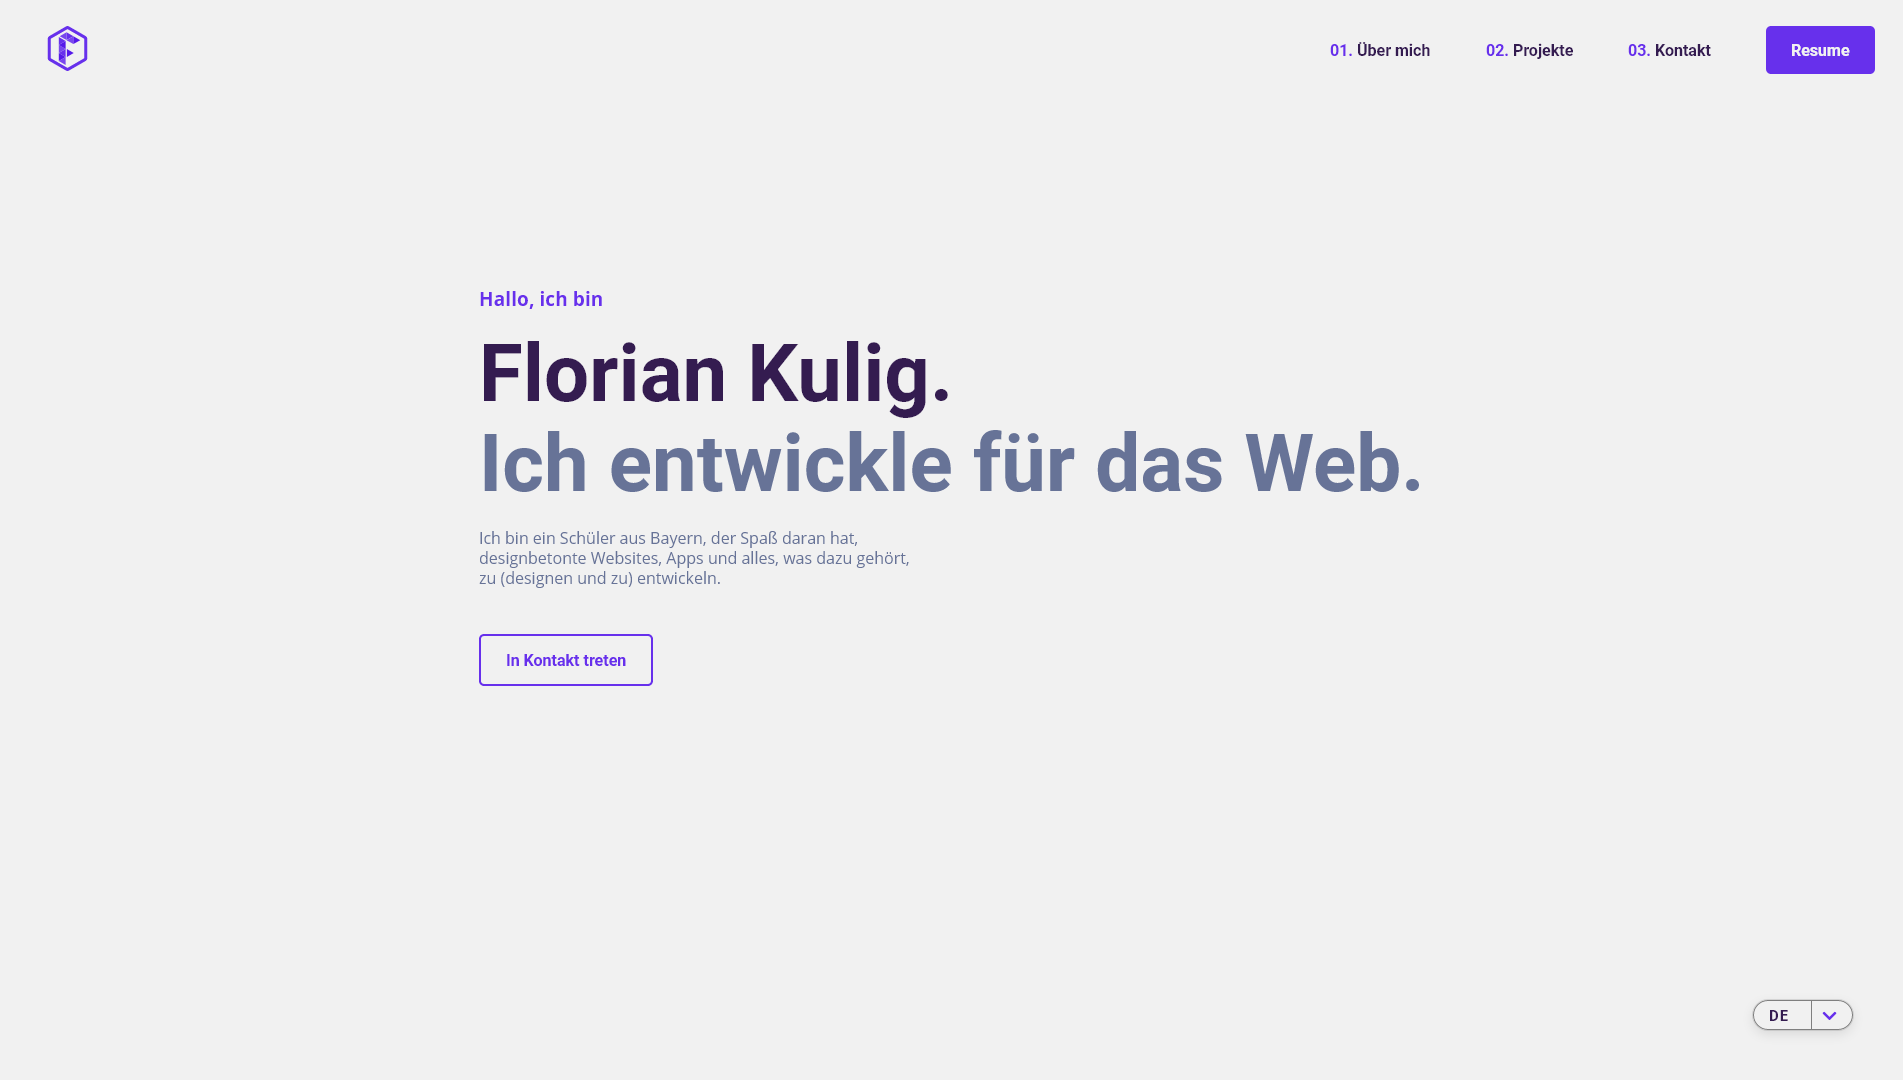 01. Über mich
02. Projekte
03. Kontakt
Resume
Hallo, ich bin
Florian Kulig.
Ich entwickle für das Web.
Ich bin ein Schüler aus Bayern, der Spaß daran hat,
designbetonte Websites, Apps und alles, was dazu gehört,
zu (designen und zu) entwickeln.
In Kontakt treten
DE